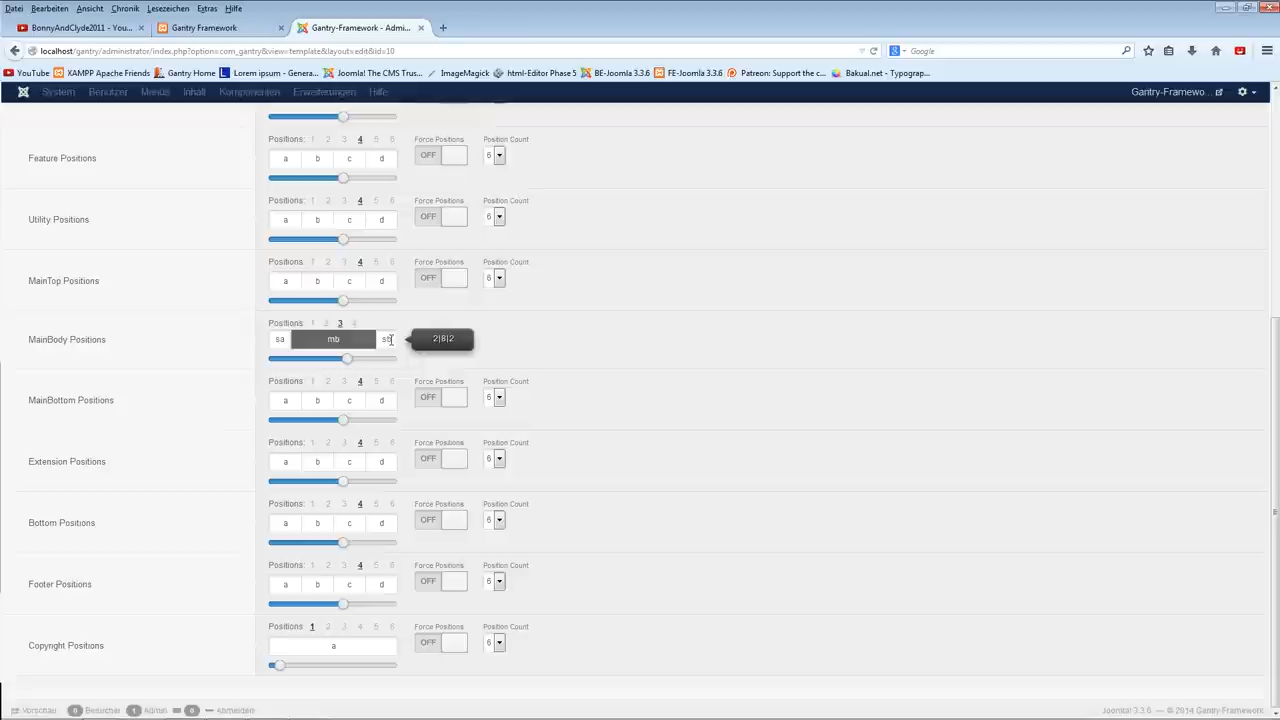 Datei Bearbeiten Ansicht Chronik Lesezeichen Extras Hilfe
BonnyAndClyde2011 - You... Gantry Framework Gantry-Framework - Admi...
localhost/gantry/administrator/index.php?option=com_gantry&view=template&layout=edit&id=10 Google
YouTube XAMPP Apache Friends Gantry Home Lorem ipsum - Genera... Joomla! The CMS Trus... ImageMagick html-Editor Phase 5 BE-Joomla 3.3.6 FE-Joomla 3.3.6 Patreon: Support the c... Bakual.net - Typograp...
System Benutzer Menüs Inhalt Komponenten Erweiterungen Hilfe Gantry-Framewo...
Positions: 1 2 3 4 5 6 Force Positions Position Count
Feature Positions a b c d OFF 6
Positions: 1 2 3 4 5 6 Force Positions Position Count
Utility Positions a b c d OFF 6
Positions: 1 2 3 4 5 6 Force Positions Position Count
MainTop Positions a b c d OFF 6
Positions: 1 2 3 4
MainBody Positions sa mb sb 2|8|2
Positions: 1 2 3 4 5 6 Force Positions Position Count
MainBottom Positions a b c d OFF 6
Positions: 1 2 3 4 5 6 Force Positions Position Count
Extension Positions a b c d OFF 6
Positions: 1 2 3 4 5 6 Force Positions Position Count
Bottom Positions a b c d OFF 6
Positions: 1 2 3 4 5 6 Force Positions Position Count
Footer Positions a b c d OFF 6
Positions: 1 2 3 4 5 6 Force Positions Position Count
Copyright Positions a OFF 6
Vorschau 0 Besucher 1 Admin 0 Abmelden Joomla! 3.3.6 — © 2014 Gantry-Framework